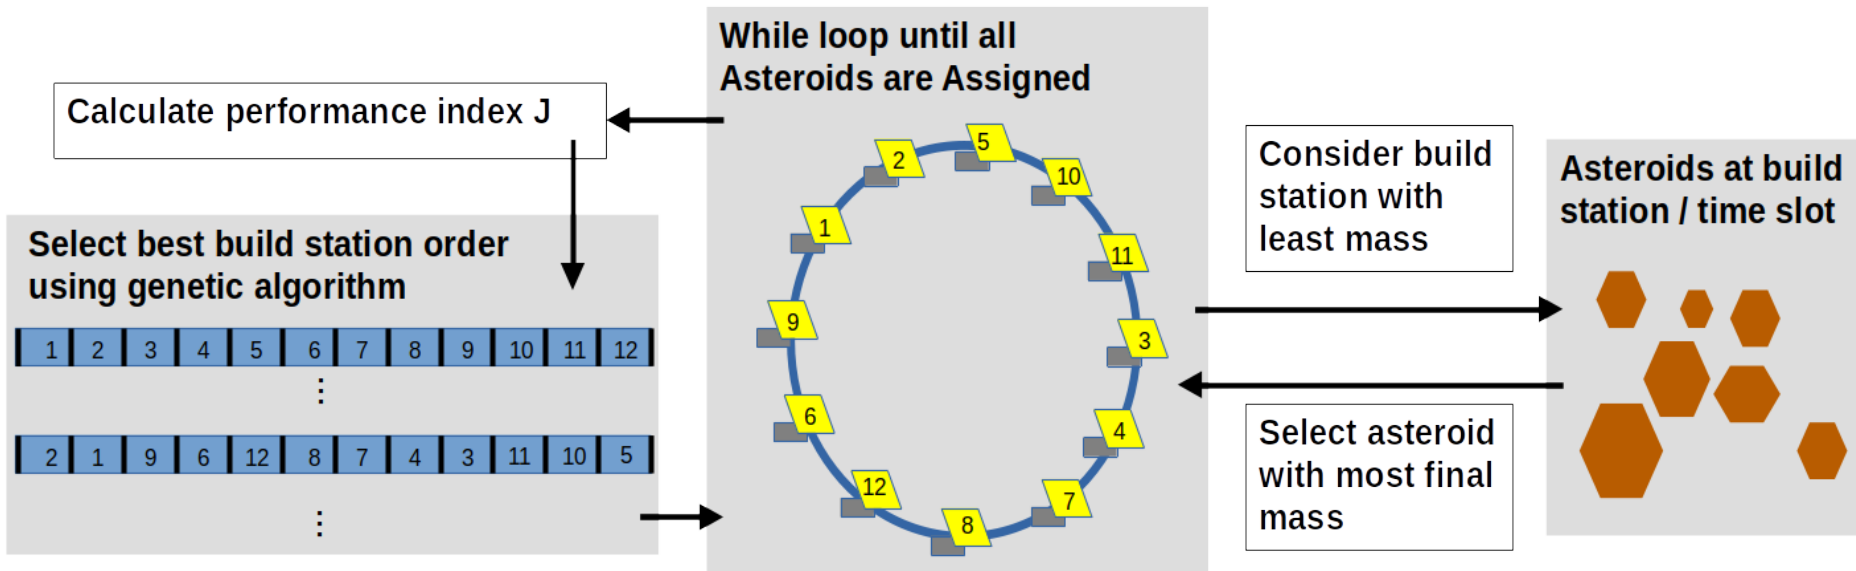 While loop until all
Asteroids are Assigned
Calculate performance index J
Select best build station order
using genetic algorithm
1 2 3 4 5 6 7 8 9 10 11 12
⋮
2 1 9 6 12 8 7 4 3 11 10 5
⋮
5
2
10
1
11
9
3
6
4
12
7
8
Consider build
station with
least mass
Select asteroid
with most final
mass
Asteroids at build
station / time slot